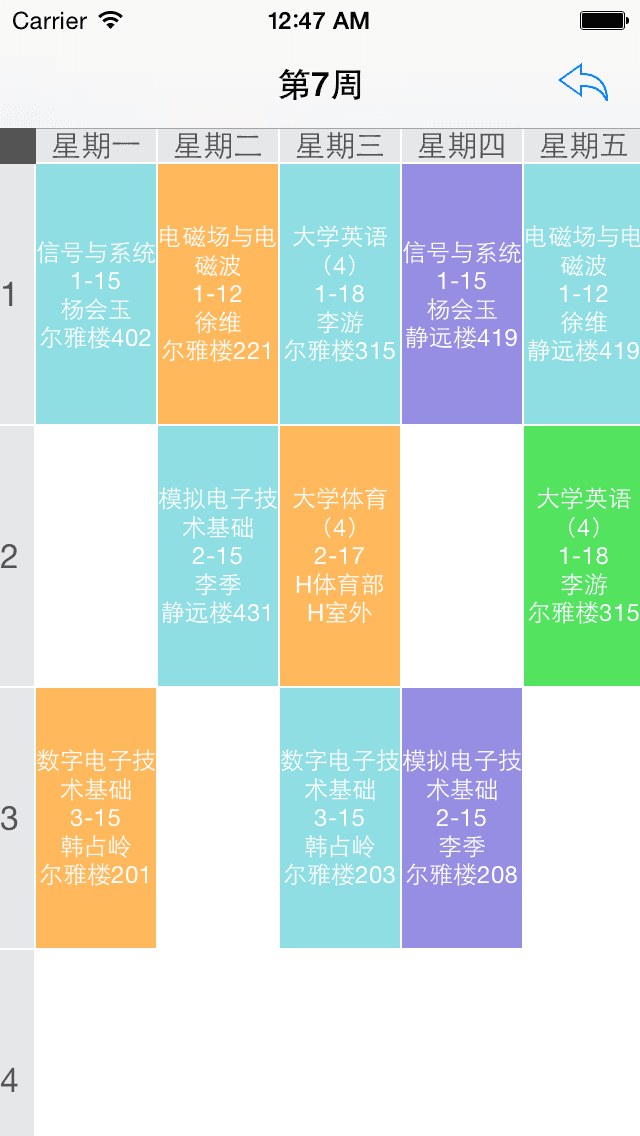 Carrier 12:47 AM
第7周
星期一 星期二 星期三 星期四 星期五
1
信号与系统
1-15
杨会玉
尔雅楼402
电磁场与电
磁波
1-12
徐维
尔雅楼221
大学英语
（4）
1-18
李游
尔雅楼315
信号与系统
1-15
杨会玉
静远楼419
电磁场与电
磁波
1-12
徐维
静远楼419
2
模拟电子技
术基础
2-15
李季
静远楼431
大学体育
（4）
2-17
H体育部
H室外
大学英语
（4）
1-18
李游
尔雅楼315
3
数字电子技
术基础
3-15
韩占岭
尔雅楼201
数字电子技
术基础
3-15
韩占岭
尔雅楼203
模拟电子技
术基础
2-15
李季
尔雅楼208
4